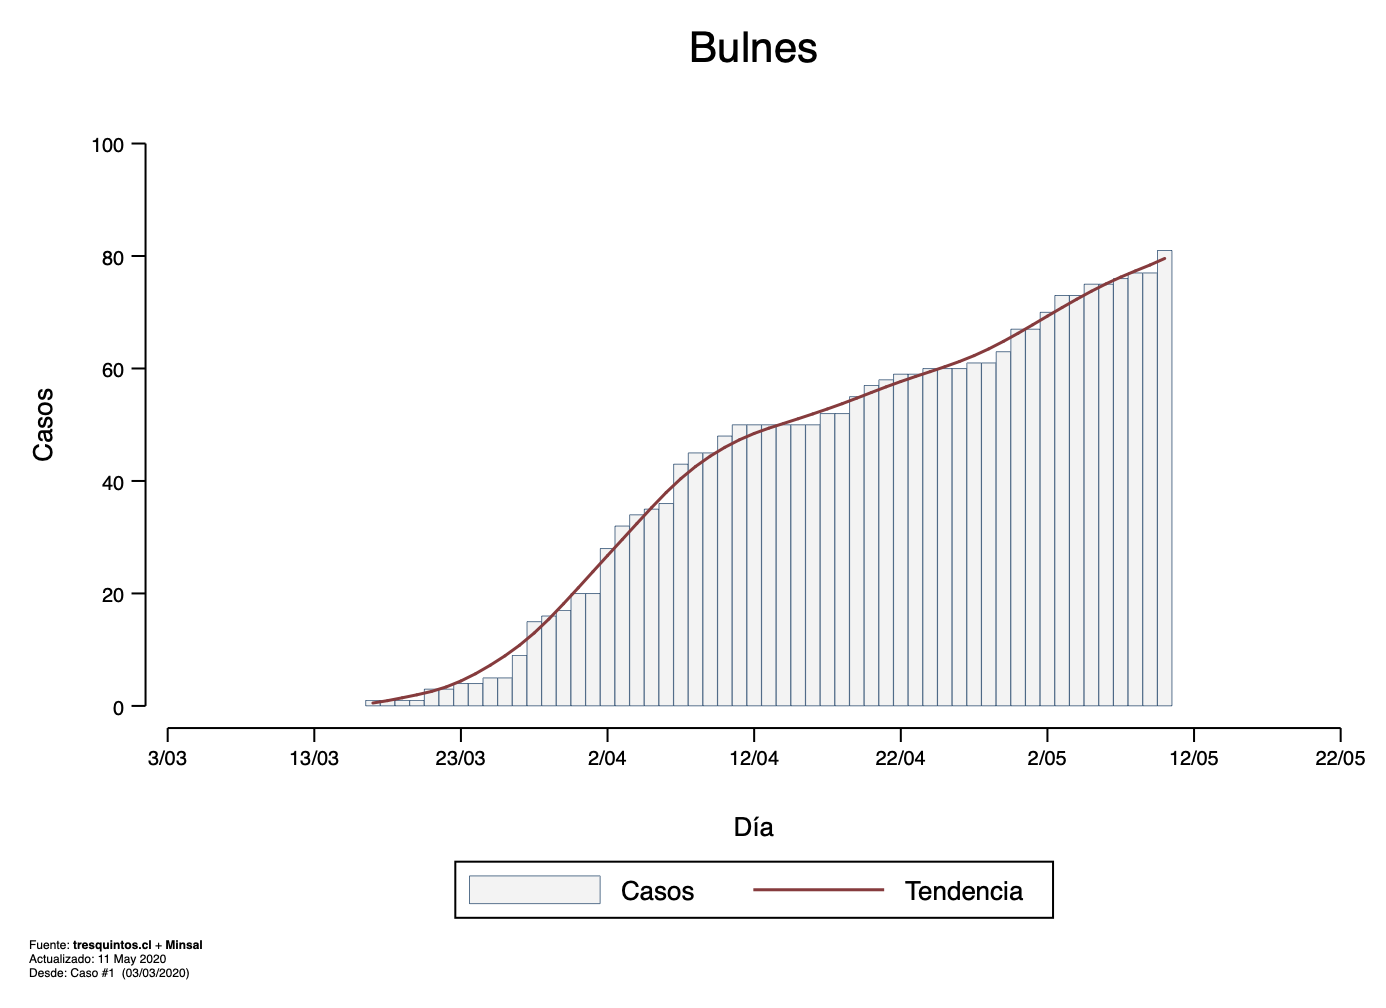 Bulnes
100
80
60
40
20
0
Casos
3/03 13/03 23/03 2/04 12/04 22/04 2/05 12/05 22/05
Día
Casos Tendencia
Fuente: tresquintos.cl + Minsal
Actualizado: 11 May 2020
Desde: Caso #1 (03/03/2020)